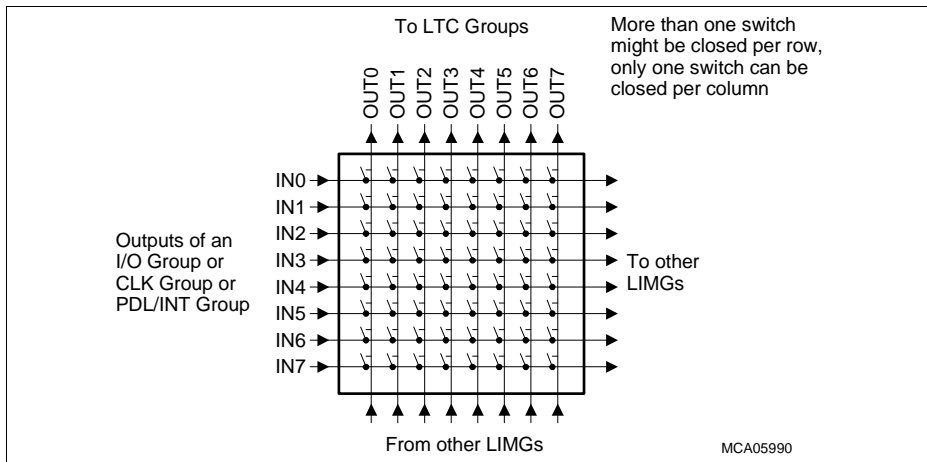 To LTC Groups
More than one switch
might be closed per row,
only one switch can be
closed per column
OUT0
OUT1
OUT2
OUT3
OUT4
OUT5
OUT6
OUT7
IN0
IN1
IN2
IN3
IN4
IN5
IN6
IN7
Outputs of an
I/O Group or
CLK Group or
PDL/INT Group
To other
LIMGs
From other LIMGs
MCA05990